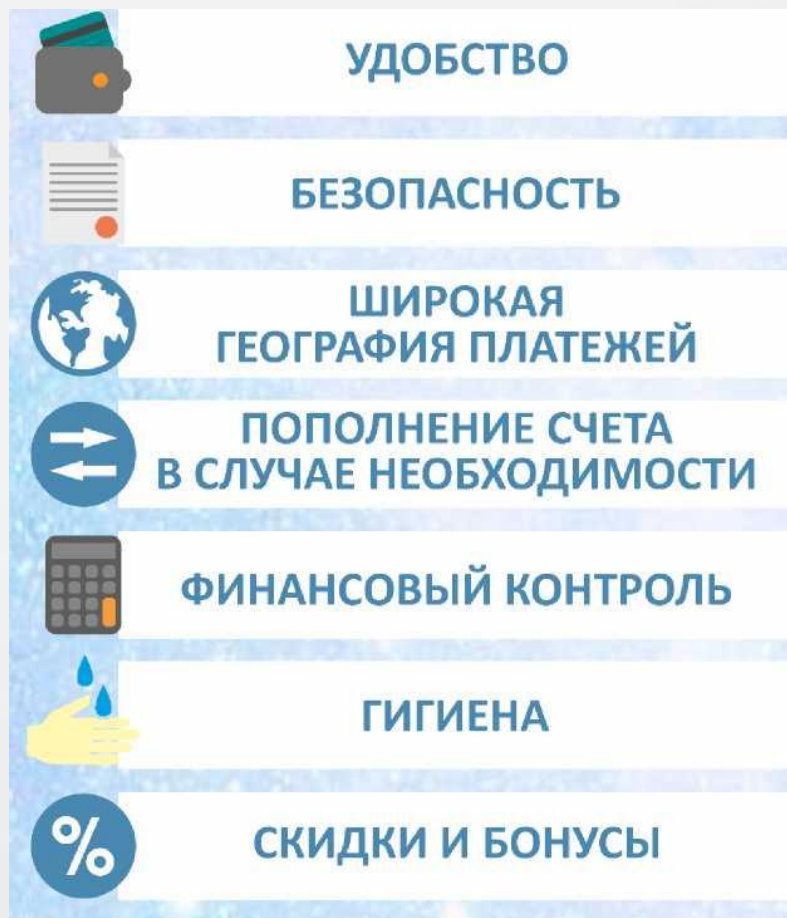 УДОБСТВО
БЕЗОПАСНОСТЬ
ШИРОКАЯ
ГЕОГРАФИЯ ПЛАТЕЖЕЙ
ПОПОЛНЕНИЕ СЧЕТА
В СЛУЧАЕ НЕОБХОДИМОСТИ
ФИНАНСОВЫЙ КОНТРОЛЬ
ГИГИЕНА
%
СКИДКИ И БОНУСЫ